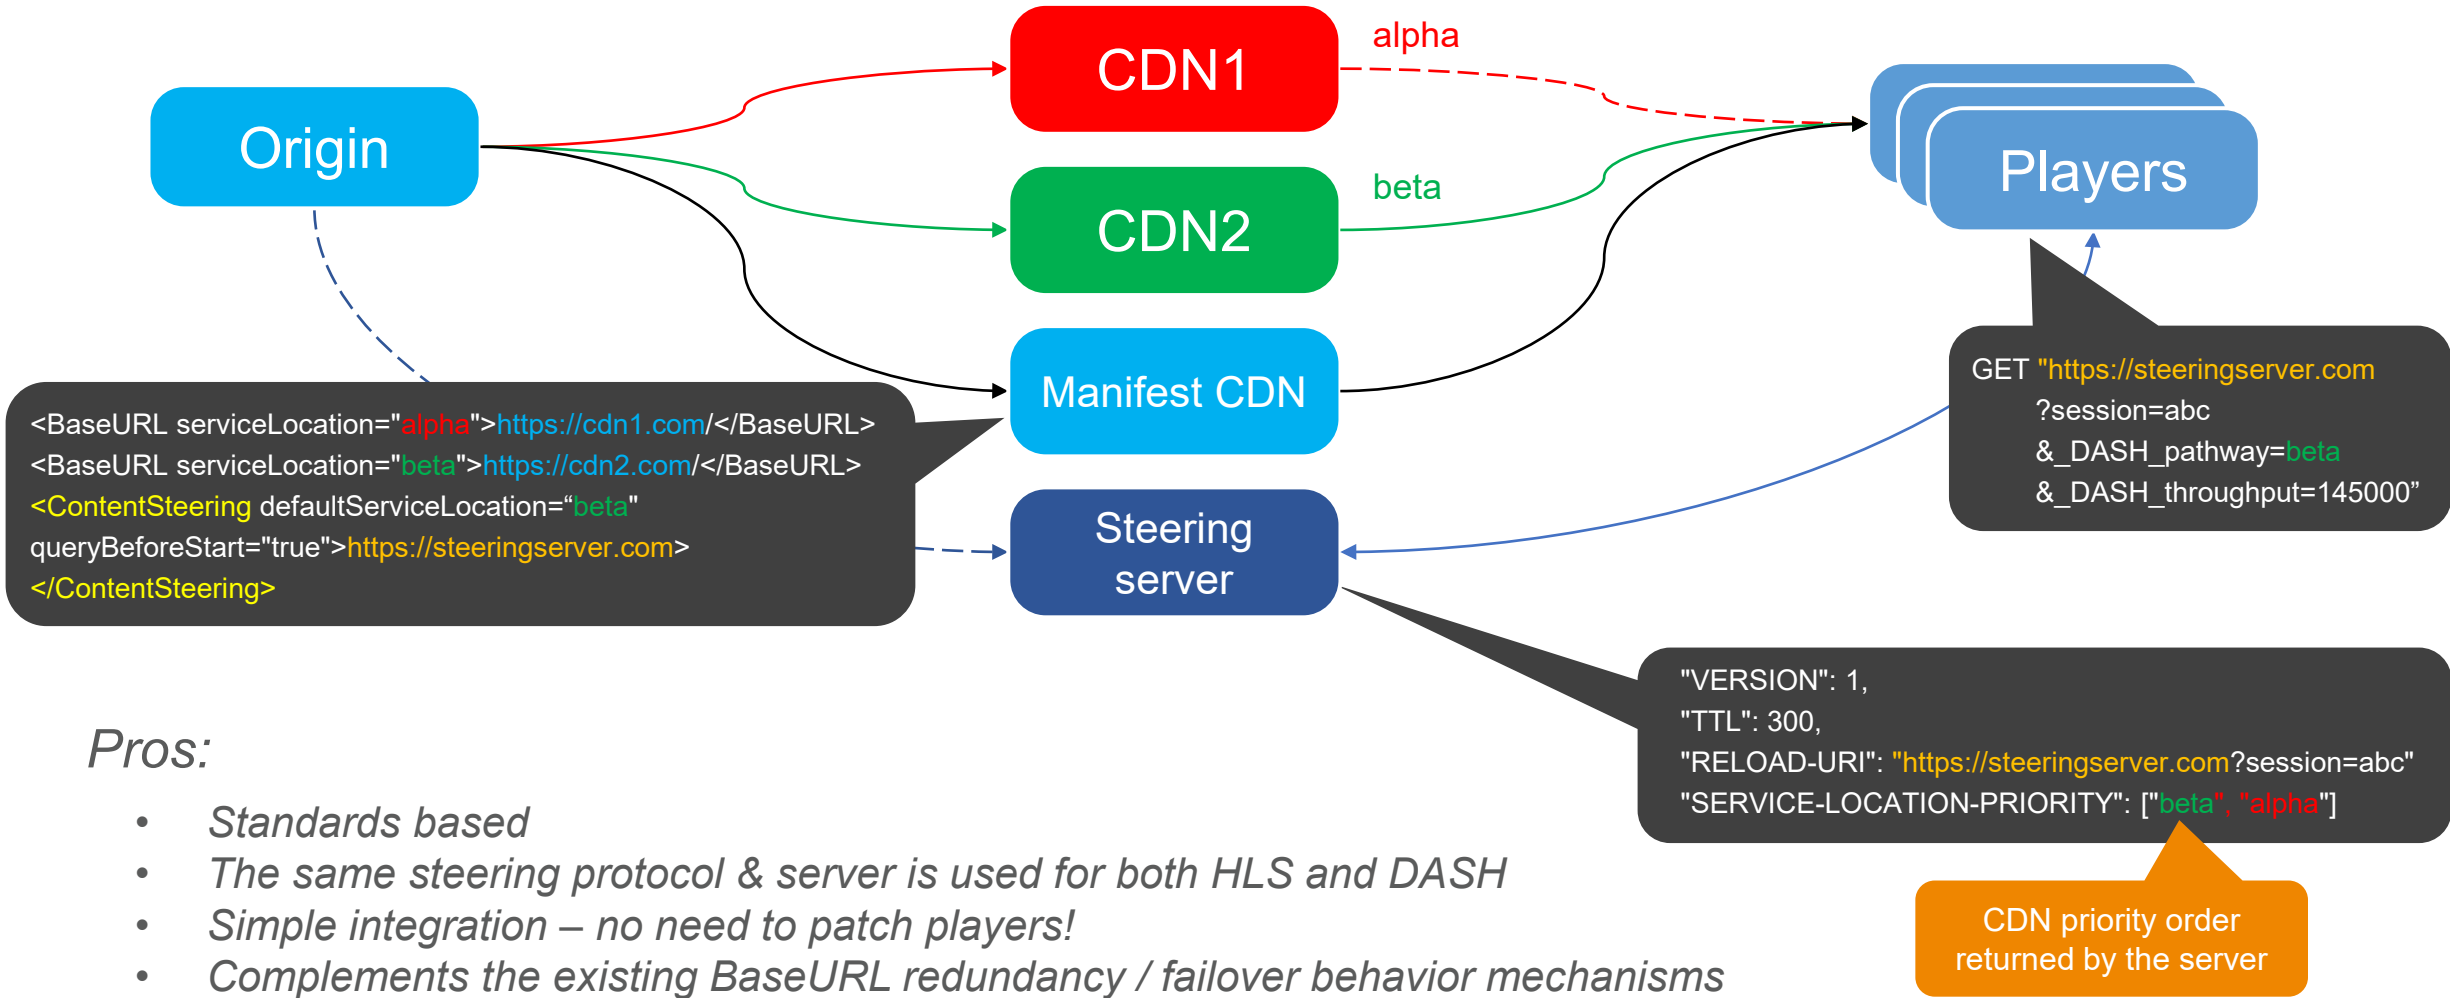 CDN1
alpha
Origin
Players
CDN2
beta
Manifest CDN
GET "https://steeringserver.com
?session=abc
&_DASH_pathway=beta
&_DASH_throughput=145000”
<BaseURL serviceLocation="alpha">https://cdn1.com/</BaseURL>
<BaseURL serviceLocation="beta">https://cdn2.com/</BaseURL>
<ContentSteering defaultServiceLocation=“beta"
queryBeforeStart="true">https://steeringserver.com>
</ContentSteering>
Steering
server
"VERSION": 1,
"TTL": 300,
"RELOAD-URI": "https://steeringserver.com?session=abc"
"SERVICE-LOCATION-PRIORITY": ["beta", "alpha"]
CDN priority order
returned by the server
Pros:
• Standards based
• The same steering protocol & server is used for both HLS and DASH
• Simple integration – no need to patch players!
• Complements the existing BaseURL redundancy / failover behavior mechanisms